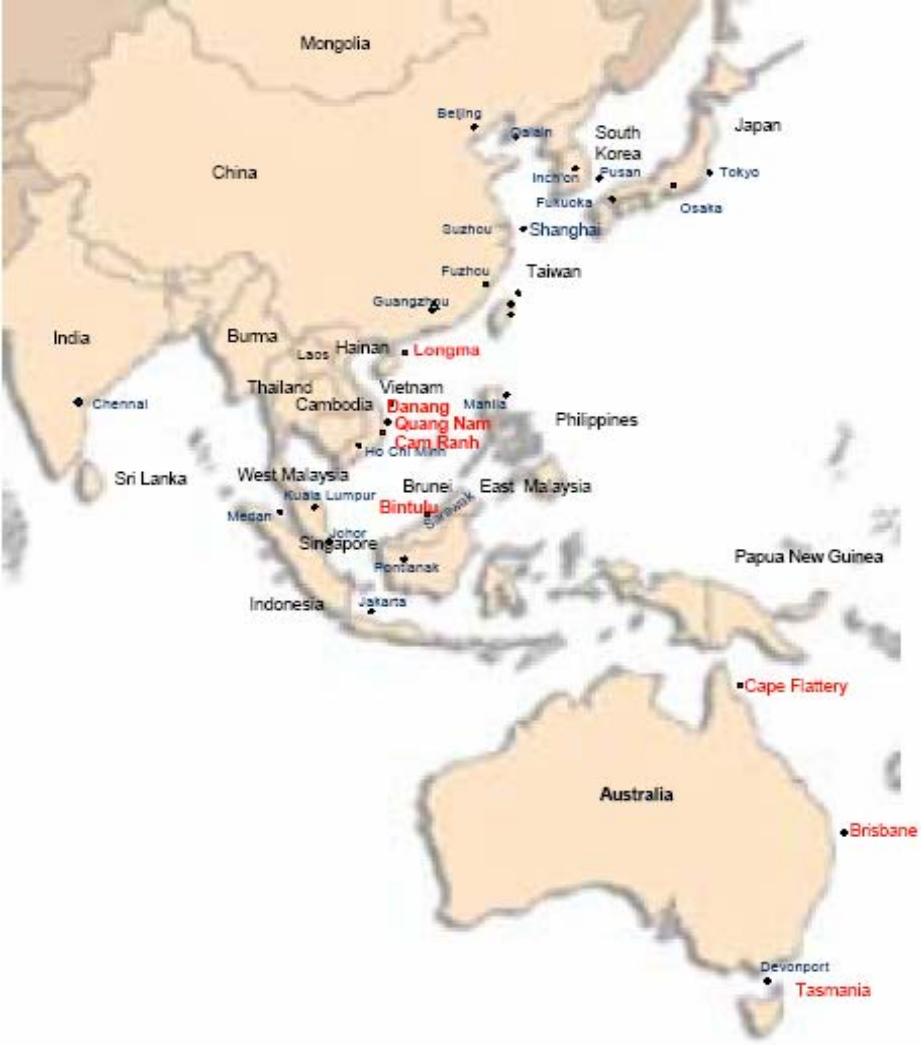 Mongolia
Beijing
Dalain
South
Korea
Japan
China
Inch'on
Pusan
Tokyo
Fukuoka
Osaka
Suzhou
Shanghai
Fuzhou
Taiwan
Guangzhou
India
Burma
Laos
Hainan
Longma
Thailand
Vietnam
Chennai
Cambodia
Danang
Manila
Quang Nam
Philippines
Cam Ranh
Ho Chi Minh
Sri Lanka
West Malaysia
Brunei
East Malaysia
Kuala Lumpur
Bintulu
Sarawak
Medan
Johor
Singapore
Pontianak
Papua New Guinea
Indonesia
Jakarta
Cape Flattery
Australia
Brisbane
Devonport
Tasmania